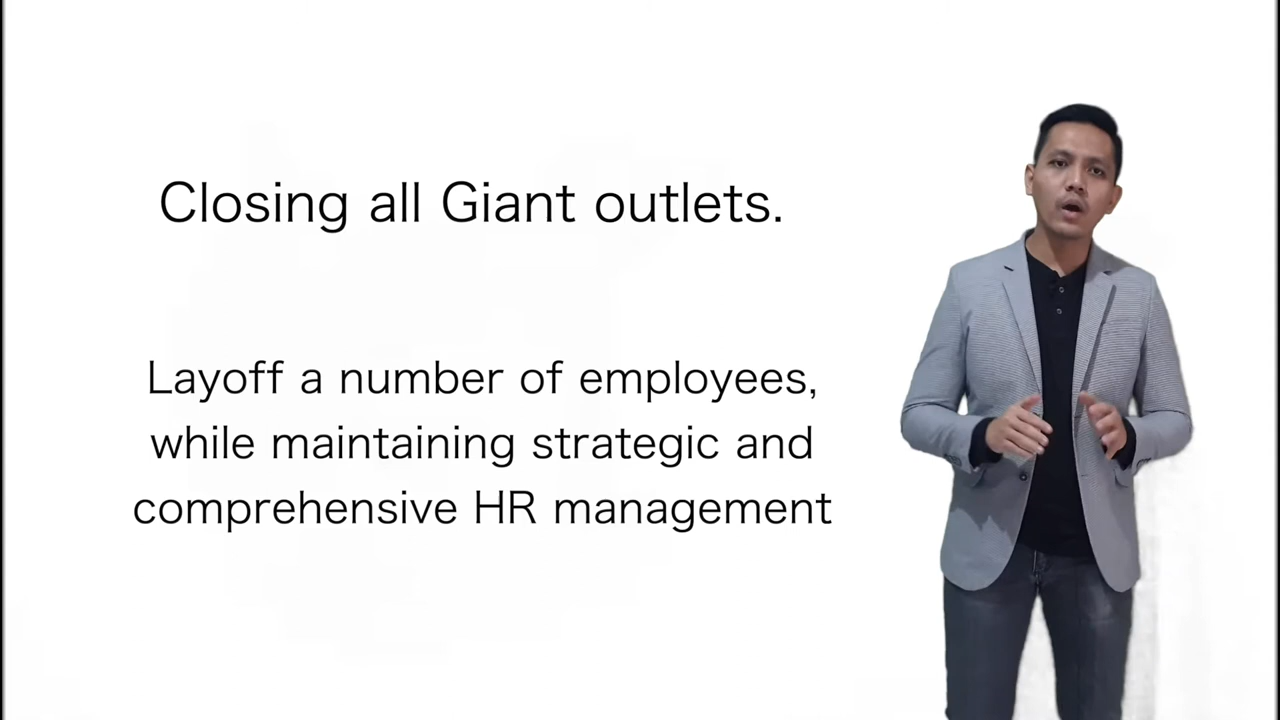 Closing all Giant outlets.
Layoff a number of employees,
while maintaining strategic and
comprehensive HR management